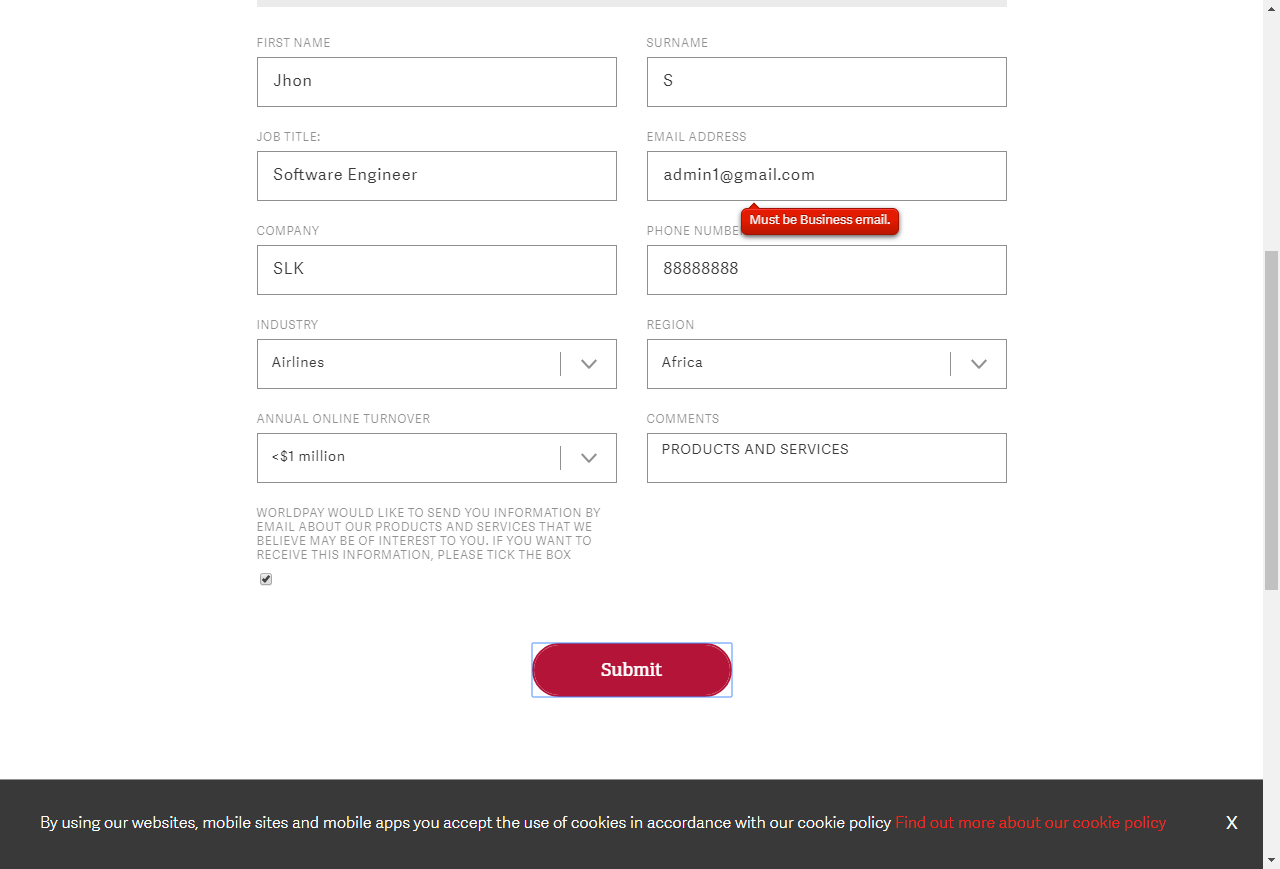 FIRST NAME
SURNAME
Jhon
S
JOB TITLE:
EMAIL ADDRESS
Software Engineer
admin1@gmail.com
Must be Business email.
COMPANY
PHONE NUMBE
SLK
88888888
INDUSTRY
REGION
Airlines
Africa
ANNUAL ONLINE TURNOVER
COMMENTS
<$1 million
PRODUCTS AND SERVICES
WORLDPAY WOULD LIKE TO SEND YOU INFORMATION BY
EMAIL ABOUT OUR PRODUCTS AND SERVICES THAT WE
BELIEVE MAY BE OF INTEREST TO YOU. IF YOU WANT TO
RECEIVE THIS INFORMATION, PLEASE TICK THE BOX
Submit
By using our websites, mobile sites and mobile apps you accept the use of cookies in accordance with our cookie policy Find out more about our cookie policy
X